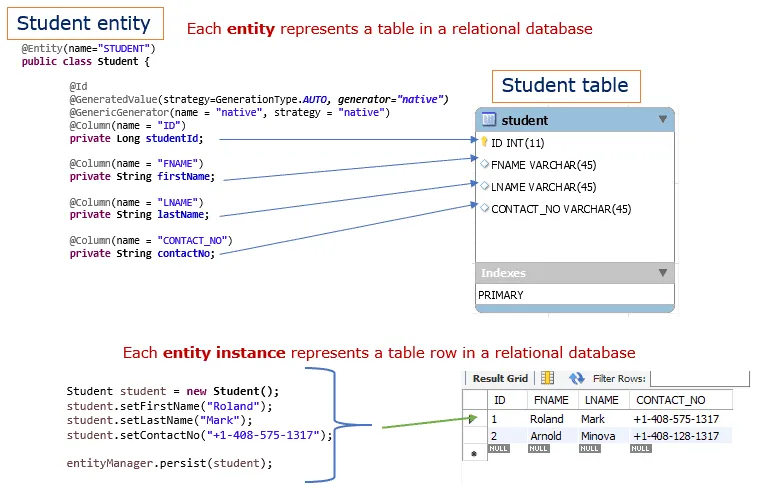 Student entity
Each entity represents a table in a relational database
@Entity(name="STUDENT")
public class Student {
@Id
@GeneratedValue(strategy=GenerationType.AUTO, generator="native")
@GenericGenerator(name = "native", strategy = "native")
@Column(name = "ID")
private Long studentId;
@Column(name = "FNAME")
private String firstName;
@Column(name = "LNAME")
private String lastName;
@Column(name = "CONTACT_NO")
private String contactNo;
Student table
student
ID INT(11)
FNAME VARCHAR(45)
LNAME VARCHAR(45)
CONTACT_NO VARCHAR(45)
Indexes
PRIMARY
Each entity instance represents a table row in a relational database
Student student = new Student();
student.setFirstName("Roland");
student.setLastName("Mark");
student.setContactNo("+1-408-575-1317");
entityManager.persist(student);
Result Grid Filter Rows:
ID FNAME LNAME CONTACT_NO
1 Roland Mark +1-408-575-1317
2 Arnold Minova +1-408-128-1317
NULL NULL NULL NULL